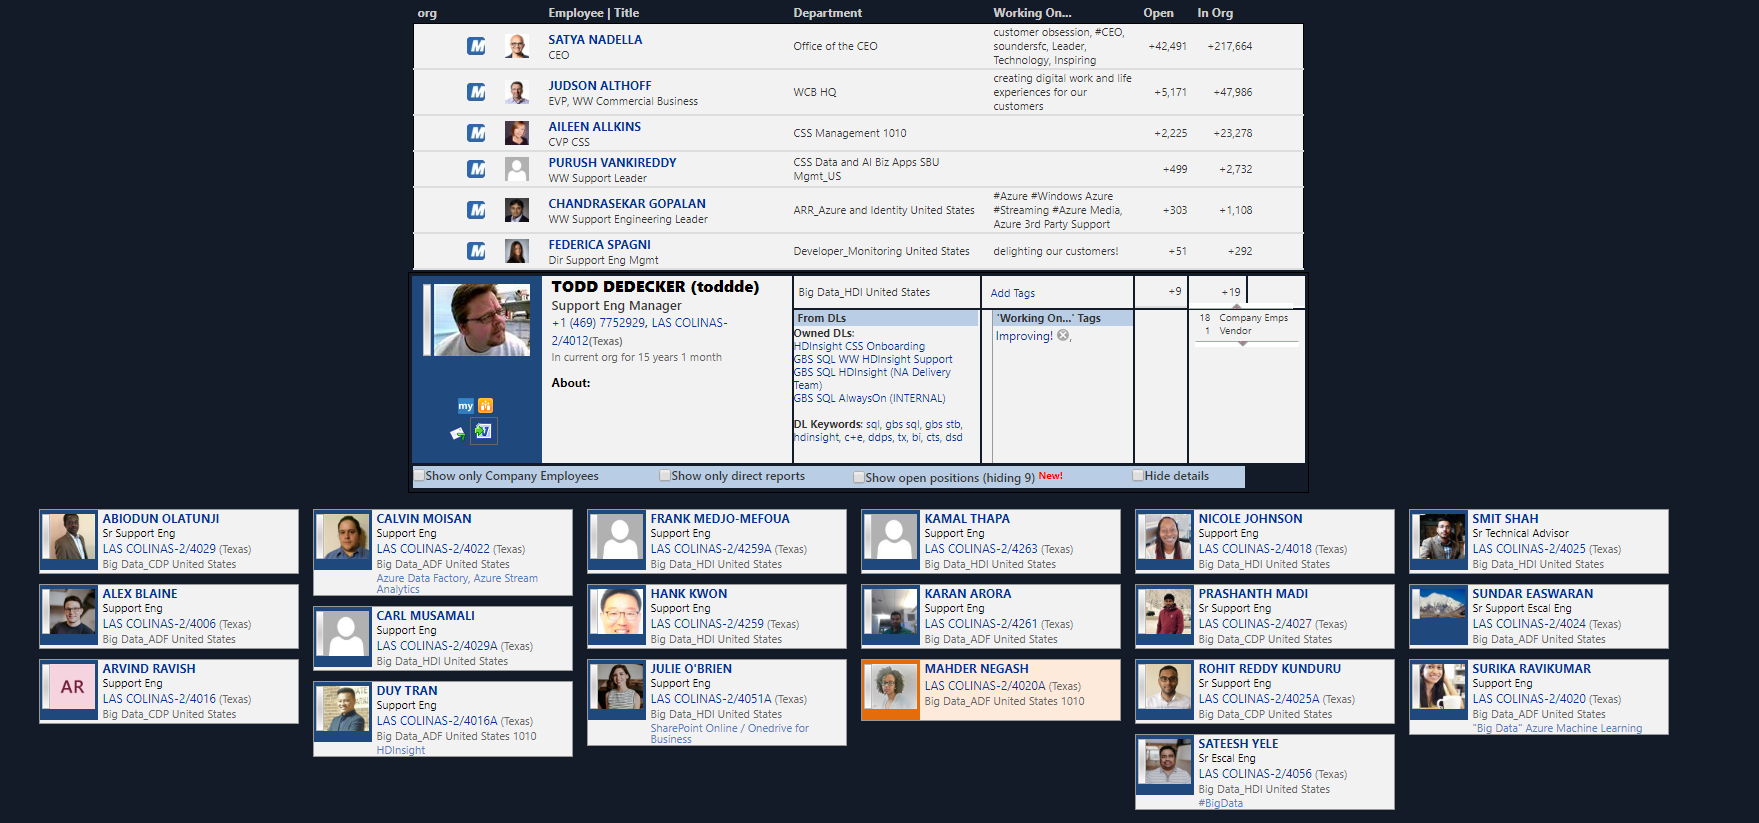 org Employee | Title Department Working On... Open In Org
SATYA NADELLA
CEO
Office of the CEO
customer obsession, #CEO,
soundersfc, Leader,
Technology, Inspiring
+42,491 +217,664
JUDSON ALTHOFF
EVP, WW Commercial Business
WCB HQ
creating digital work and life
experiences for our
customers
+5,171 +47,986
AILEEN ALLKINS
CVP CSS
CSS Management 1010
+2,225 +23,278
PURUSH VANKIREDDY
WW Support Leader
CSS Data and AI Biz Apps SBU
Mgmt_US
+499 +2,732
CHANDRASEKAR GOPALAN
WW Support Engineering Leader
ARR_Azure and Identity United States
#Azure #Windows Azure
#Streaming #Azure Media,
Azure 3rd Party Support
+303 +1,108
FEDERICA SPAGNI
Dir Support Eng Mgmt
Developer_Monitoring United States
delighting our customers!
+51 +292
TODD DEDECKER (toddde)
Support Eng Manager
+1 (469) 7752929, LAS COLINAS-
2/4012(Texas)
In current org for 15 years 1 month
About:
my
Big Data_HDI United States
Add Tags
+9 +19
From DLs
Owned DLs:
HDInsight CSS Onboarding
GBS SQL WW HDInsight Support
GBS SQL HDInsight (NA Delivery
Team)
GBS SQL AlwaysOn (INTERNAL)
DL Keywords: sql, gbs sql, gbs stb,
hdinsight, c+e, ddps, tx, bi, cts, dsd
'Working On...' Tags
Improving! ,
18 Company Emps
1 Vendor
Show only Company Employees Show only direct reports Show open positions (hiding 9) New! Hide details
ABIODUN OLATUNJI
Sr Support Eng
LAS COLINAS-2/4029 (Texas)
Big Data_CDP United States
ALEX BLAINE
Support Eng
LAS COLINAS-2/4006 (Texas)
Big Data_ADF United States
AR
ARVIND RAVISH
Support Eng
LAS COLINAS-2/4016 (Texas)
Big Data_CDP United States
CALVIN MOISAN
Support Eng
LAS COLINAS-2/4022 (Texas)
Big Data_ADF United States
Azure Data Factory, Azure Stream
Analytics
CARL MUSAMALI
Support Eng
LAS COLINAS-2/4029A (Texas)
Big Data_HDI United States
DUY TRAN
Support Eng
LAS COLINAS-2/4016A (Texas)
Big Data_ADF United States 1010
HDInsight
FRANK MEDJO-MEFOUA
Support Eng
LAS COLINAS-2/4259A (Texas)
Big Data_HDI United States
HANK KWON
Support Eng
LAS COLINAS-2/4259 (Texas)
Big Data_HDI United States
JULIE O'BRIEN
Support Eng
LAS COLINAS-2/4051A (Texas)
Big Data_HDI United States
SharePoint Online / Onedrive for
Business
KAMAL THAPA
Support Eng
LAS COLINAS-2/4263 (Texas)
Big Data_HDI United States
KARAN ARORA
Support Eng
LAS COLINAS-2/4261 (Texas)
Big Data_ADF United States
MAHDER NEGASH
LAS COLINAS-2/4020A (Texas)
Big Data_ADF United States 1010
NICOLE JOHNSON
Support Eng
LAS COLINAS-2/4018 (Texas)
Big Data_HDI United States
PRASHANTH MADI
Sr Support Eng
LAS COLINAS-2/4027 (Texas)
Big Data_CDP United States
ROHIT REDDY KUNDURU
Sr Support Eng
LAS COLINAS-2/4025A (Texas)
Big Data_CDP United States
SATEESH YELE
Sr Escal Eng
LAS COLINAS-2/4056 (Texas)
Big Data_HDI United States
#BigData
SMIT SHAH
Sr Technical Advisor
LAS COLINAS-2/4025 (Texas)
Big Data_HDI United States
SUNDAR EASWARAN
Sr Support Escal Eng
LAS COLINAS-2/4024 (Texas)
Big Data_ADF United States
SURIKA RAVIKUMAR
Support Eng
LAS COLINAS-2/4020 (Texas)
Big Data_ADF United States
"Big Data" Azure Machine Learning